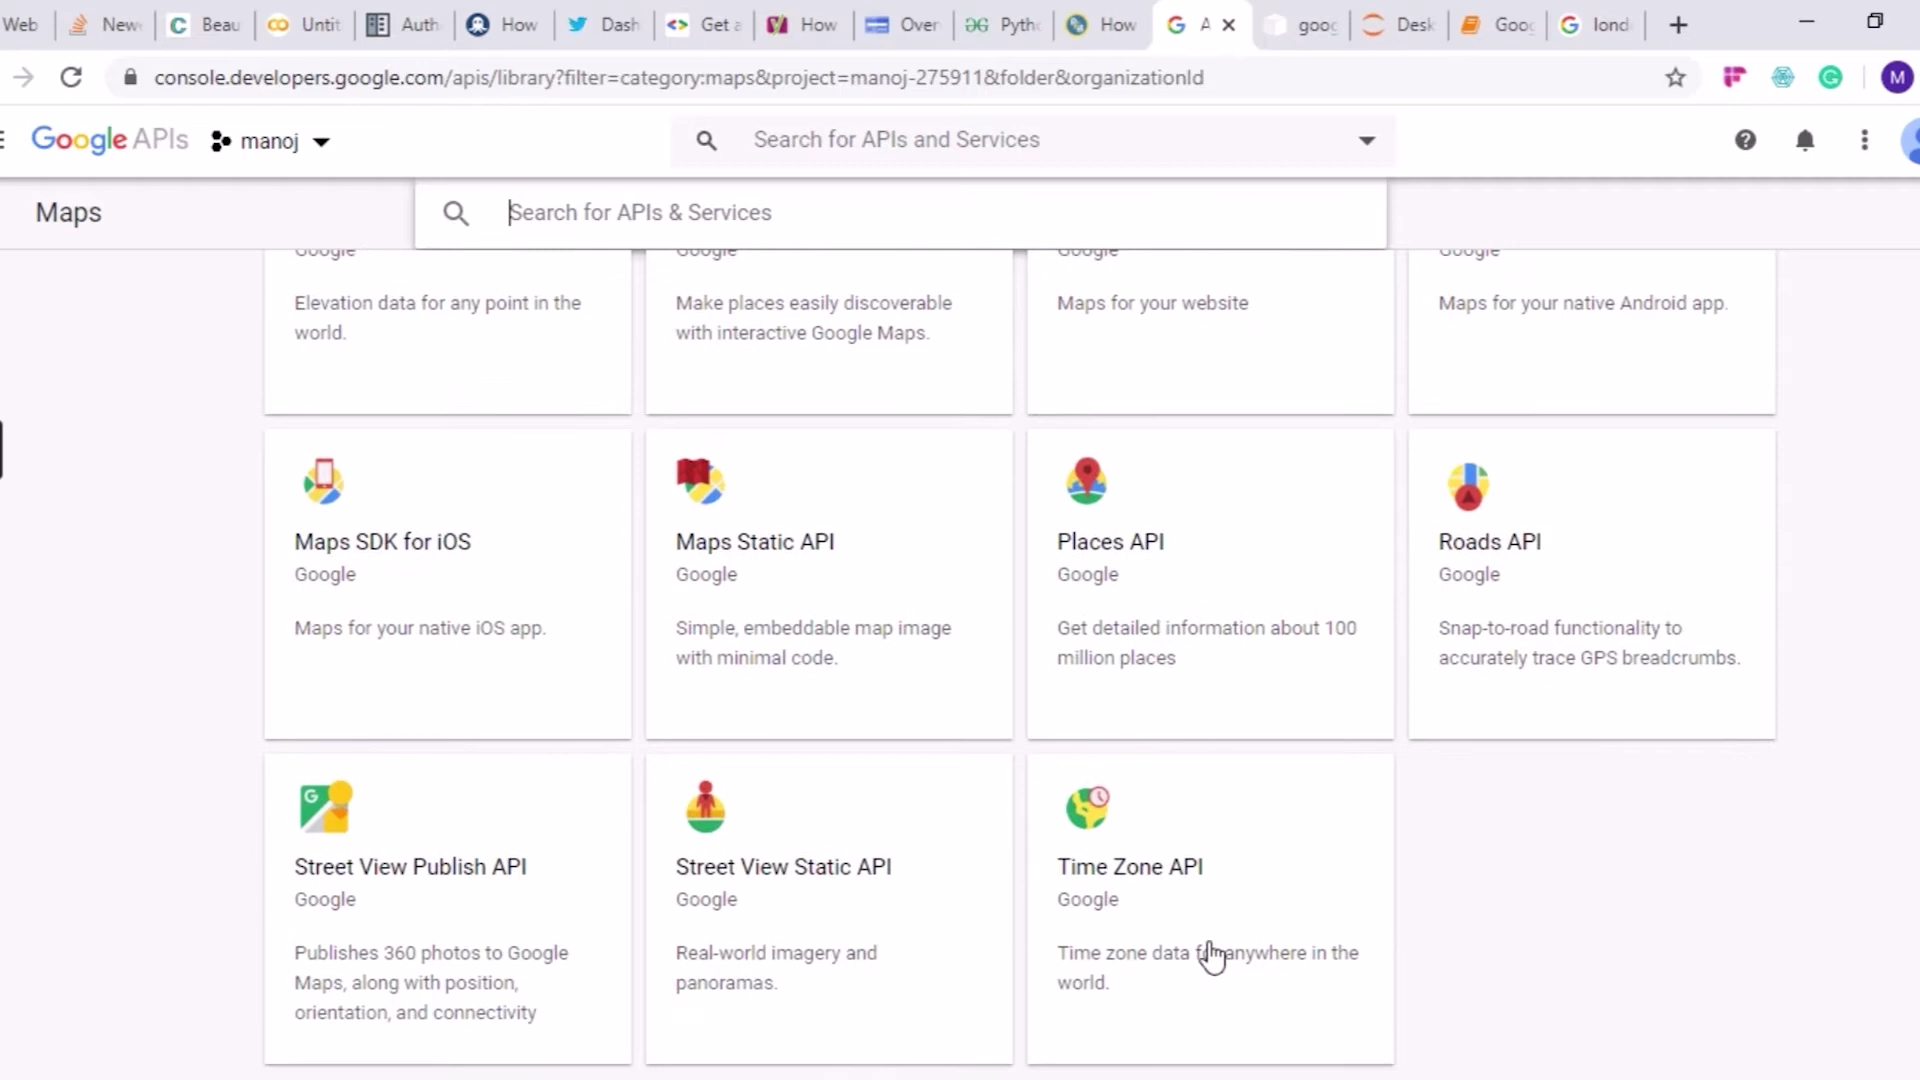 Web New Beau Untit Auth How Dash Get a How Over Pytho How A goog Desk Goog lond
console.developers.google.com/apis/library?filter=category:maps&project=manoj-275911&folder&organizationId
M
Google APIs manoj Search for APIs and Services
Maps Search for APIs & Services
Google Google Google Google
Elevation data for any point in the
world.
Make places easily discoverable
with interactive Google Maps.
Maps for your website
Maps for your native Android app.
Maps SDK for iOS
Google
Maps for your native iOS app.
Maps Static API
Google
Simple, embeddable map image
with minimal code.
Places API
Google
Get detailed information about 100
million places
Roads API
Google
Snap-to-road functionality to
accurately trace GPS breadcrumbs.
Street View Publish API
Google
Publishes 360 photos to Google
Maps, along with position,
orientation, and connectivity
Street View Static API
Google
Real-world imagery and
panoramas.
Time Zone API
Google
Time zone data for anywhere in the
world.